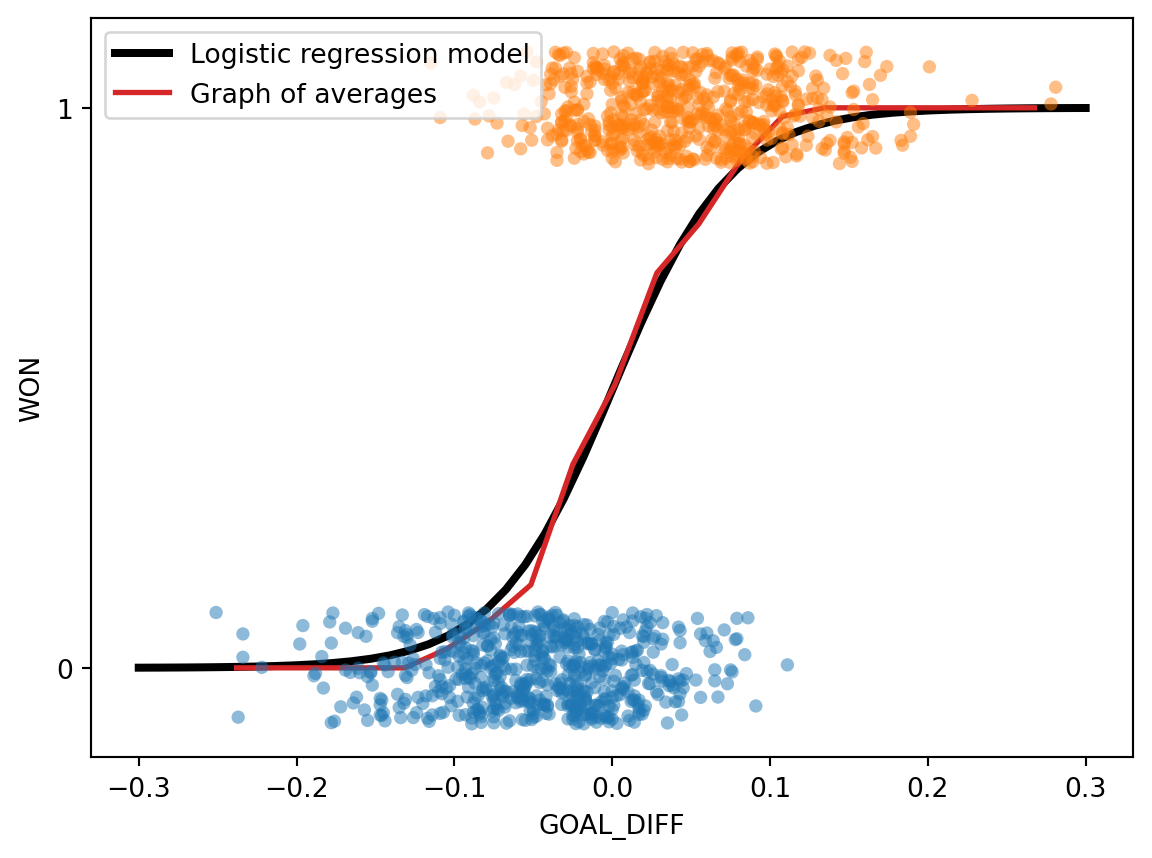 Logistic regression model
Graph of averages
1
WON
0
−0.3 −0.2 −0.1 0.0 0.1 0.2 0.3
GOAL_DIFF